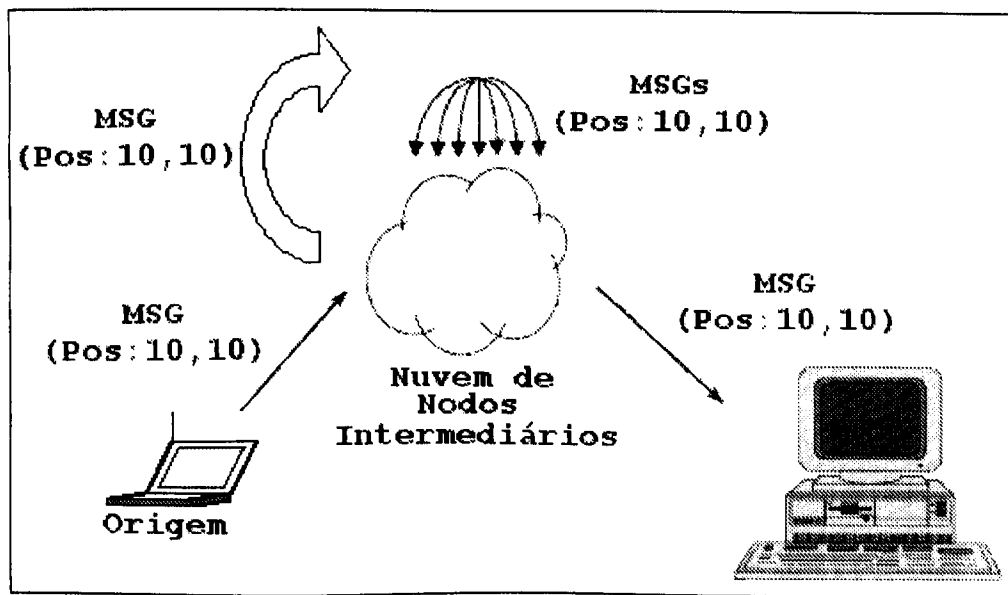 MSG
(Pos:10,10)
MSGs
(Pos:10,10)
MSG
(Pos:10,10)
MSG
(Pos:10,10)
Nuvem de
Nodos
Intermediários
Origem